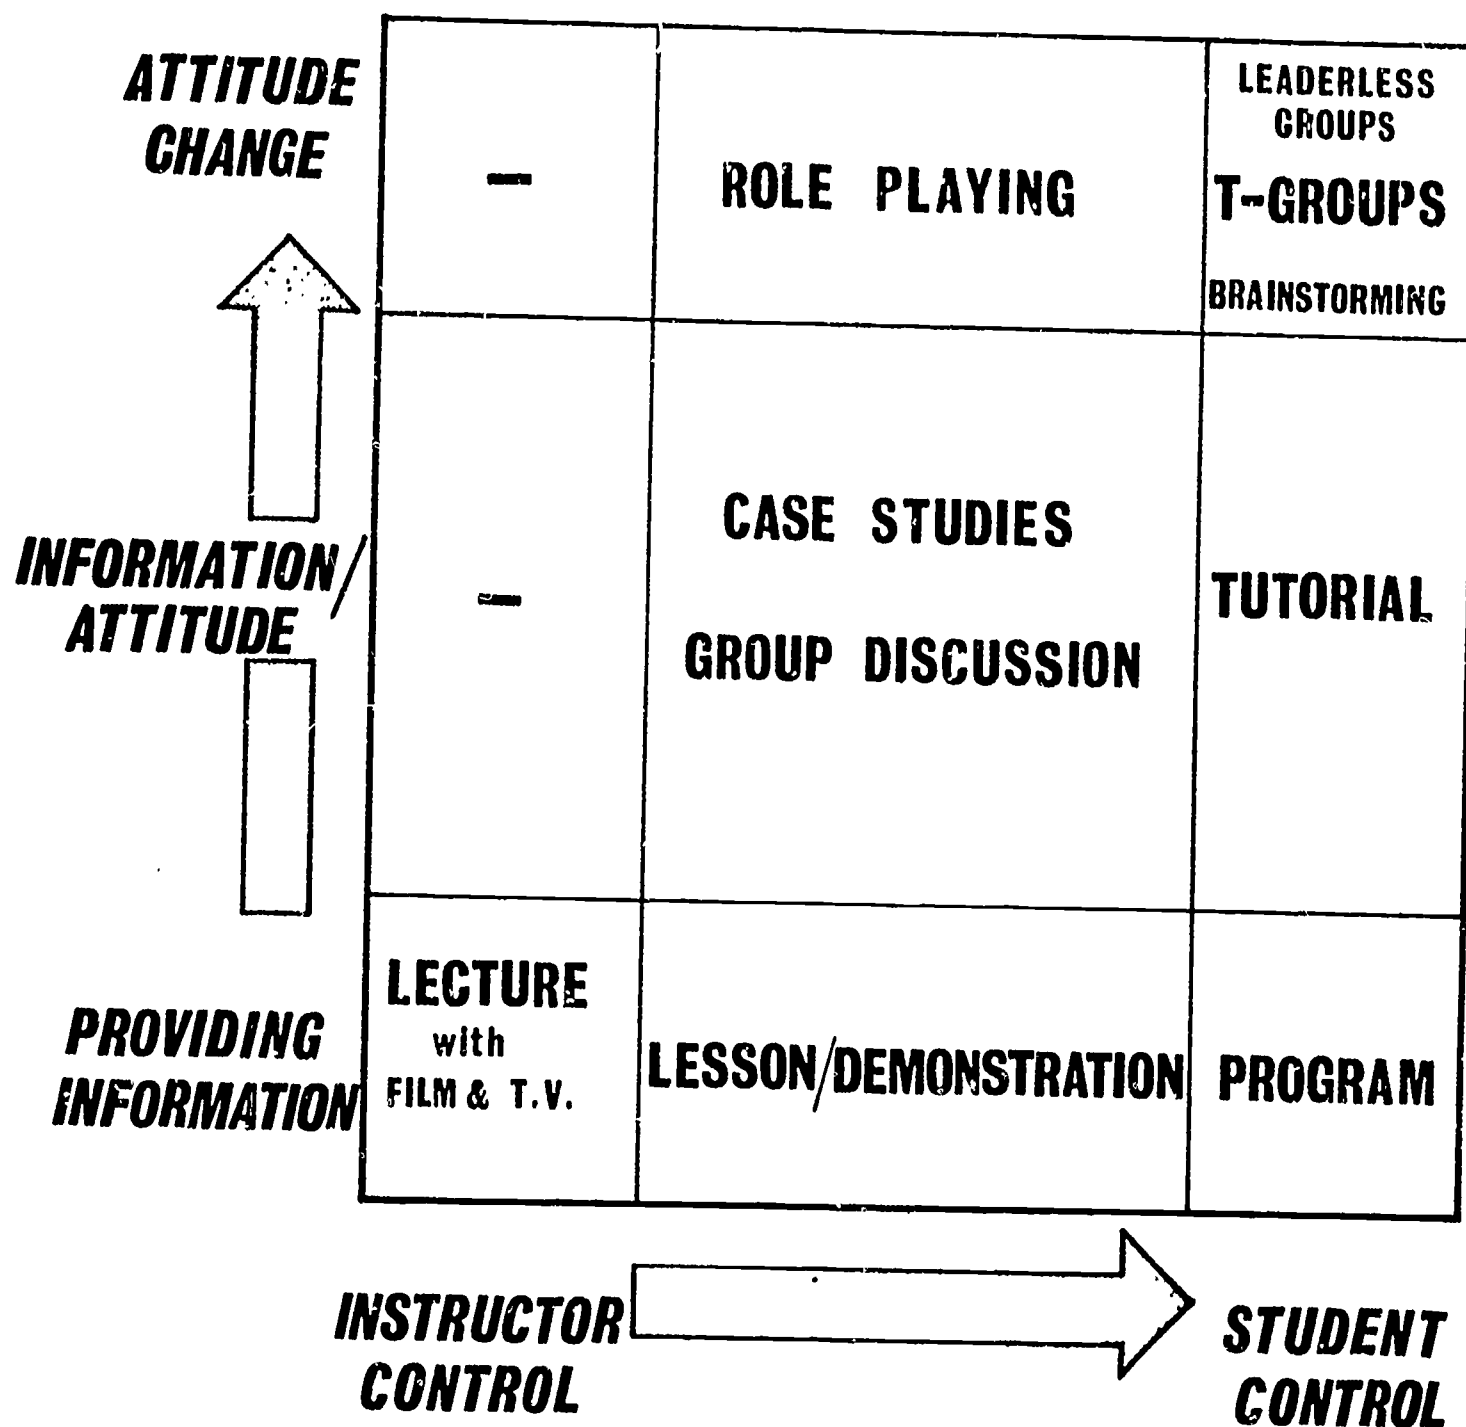 ATTITUDE
CHANGE
-
ROLE PLAYING
LEADERLESS
GROUPS
T-GROUPS
BRAINSTORMING
INFORMATION/
ATTITUDE
-
CASE STUDIES
GROUP DISCUSSION
TUTORIAL
PROVIDING
INFORMATION
LECTURE
with
FILM & T.V.
LESSON/DEMONSTRATION
PROGRAM
INSTRUCTOR
CONTROL
STUDENT
CONTROL